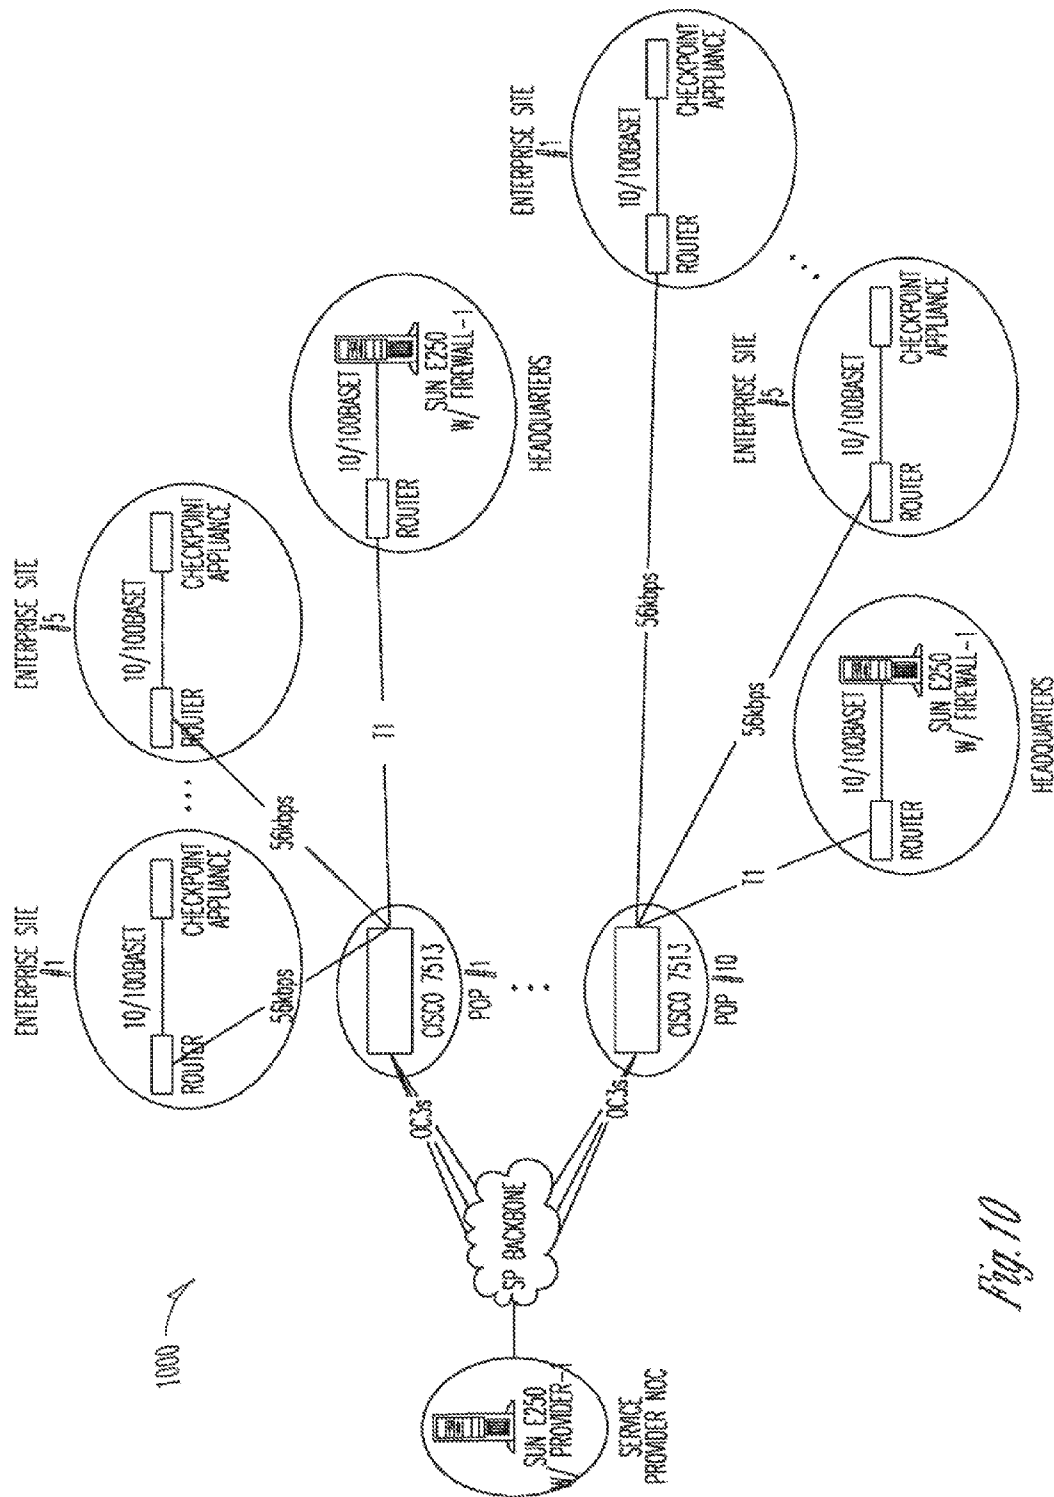 1000
SUN E250
W/ PROVIDER-1
SERVICE
PROVIDER NOC
SP BACKBONE
OC3s
OC3s
CISCO 7513
POP #1
CISCO 7513
POP #10
ENTERPRISE SITE
#1
10/100BASET
ROUTER
CHECKPOINT
APPLIANCE
56kbps
ENTERPRISE SITE
#5
10/100BASET
ROUTER
CHECKPOINT
APPLIANCE
56kbps
T1
10/100BASET
ROUTER
SUN E250
W/ FIREWALL-1
HEADQUARTERS
ENTERPRISE SITE
#1
10/100BASET
ROUTER
CHECKPOINT
APPLIANCE
56kbps
ENTERPRISE SITE
#5
10/100BASET
ROUTER
CHECKPOINT
APPLIANCE
56kbps
T1
10/100BASET
ROUTER
SUN E250
W/ FIREWALL-1
HEADQUARTERS
Fig. 10